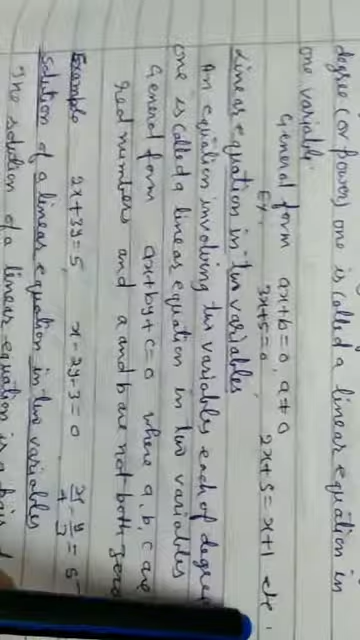 degree (or power) one is called a linear equation in
one variable.
General form ax+b=0, a≠0
Ex, 3x+5=0, 2x+5=x+1 etc.
Linear equation in two variables,
An equation involving two variables each of degree
one is called a linear equation in two variables
General form ax+by+c=0 where a, b, c are
real numbers and a and b are not both zero
Example 2x+3y=5, x-2y-3=0 x/4-y/3=5
Solution of a linear equation in two variables
The solution of a linear equation is a